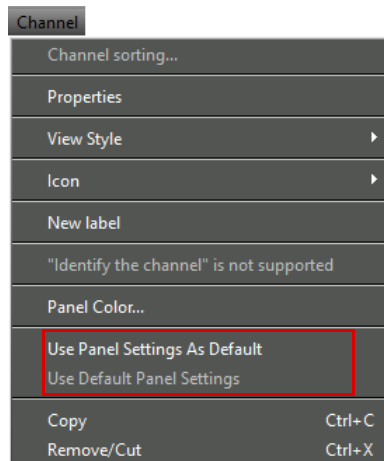 Channel
Channel sorting...
Properties
View Style
Icon
New label
"Identify the channel" is not supported
Panel Color...
Use Panel Settings As Default
Use Default Panel Settings
Copy Ctrl+C
Remove/Cut Ctrl+X